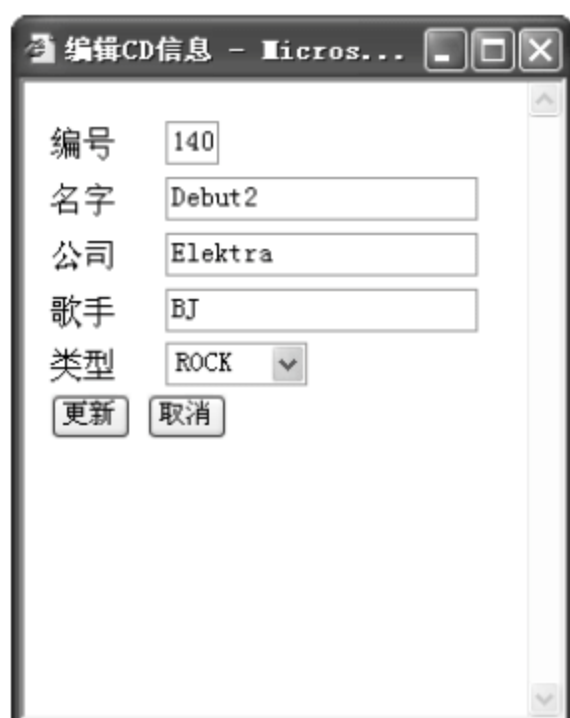 编辑CD信息 - Micros...
编号 140
名字 Debut2
公司 Elektra
歌手 BJ
类型 ROCK
更新 取消